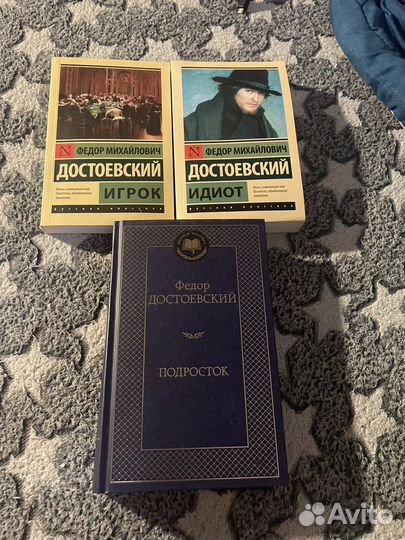 N ФЕДОР МИХАЙЛОВИЧ
ДОСТОЕВСКИЙ
ИГРОК
N ФЕДОР МИХАЙЛОВИЧ
ДОСТОЕВСКИЙ
ИДИОТ
Федор
ДОСТОЕВСКИЙ
ПОДРОСТОК
Avito